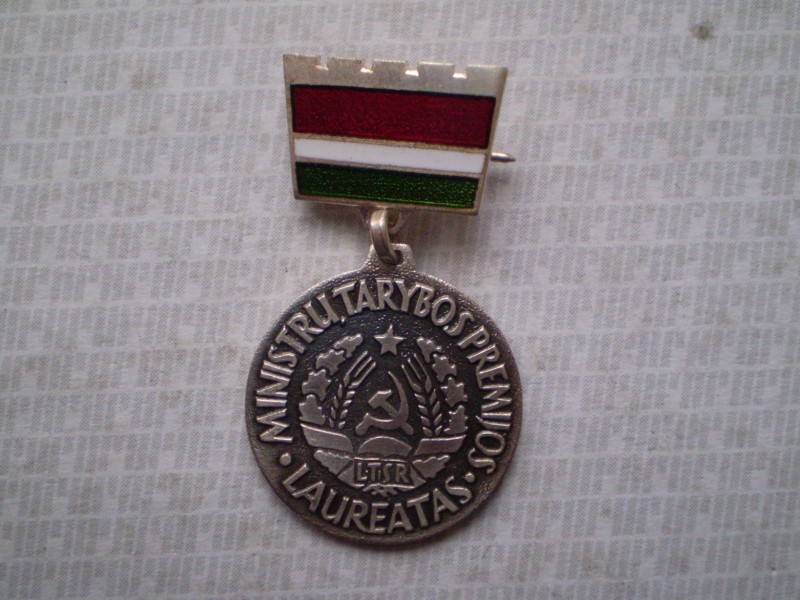 MINISTRŲ TARYBOS PREMIJOS
LAUREATAS
LTSR